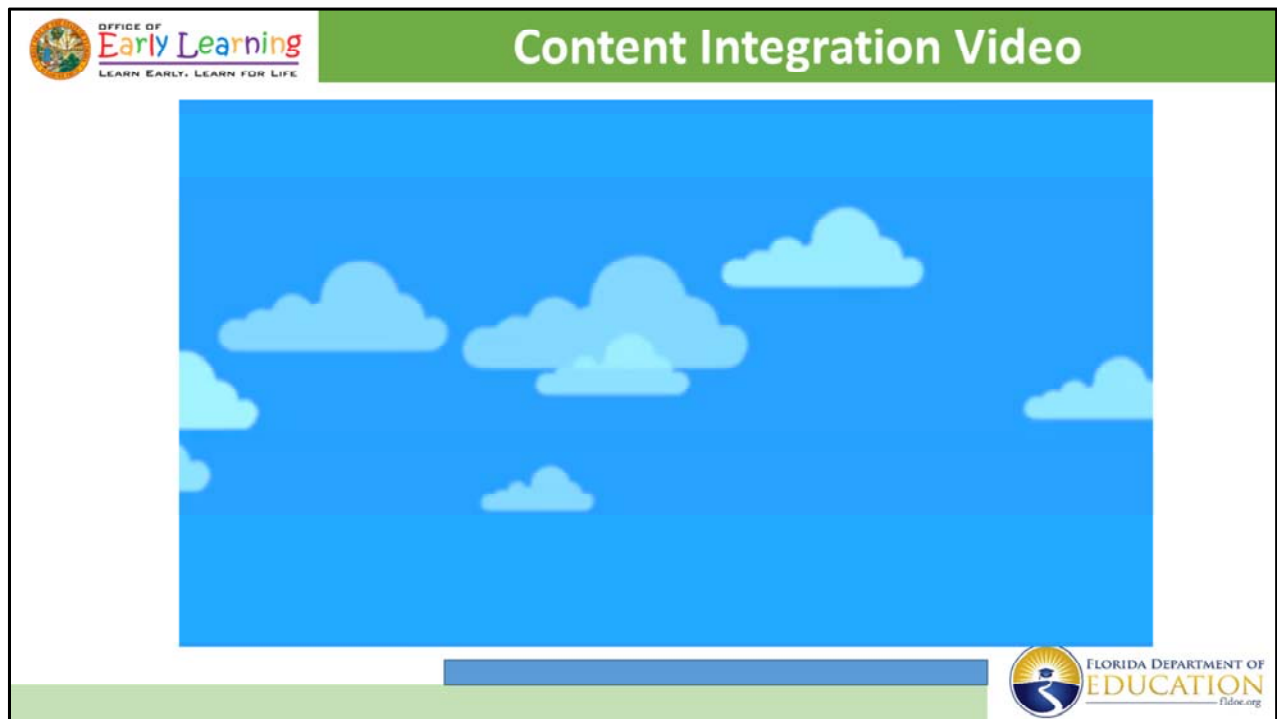 OFFICE OF
Early Learning
LEARN EARLY. LEARN FOR LIFE
Content Integration Video
FLORIDA DEPARTMENT OF
EDUCATION
fldoe.org